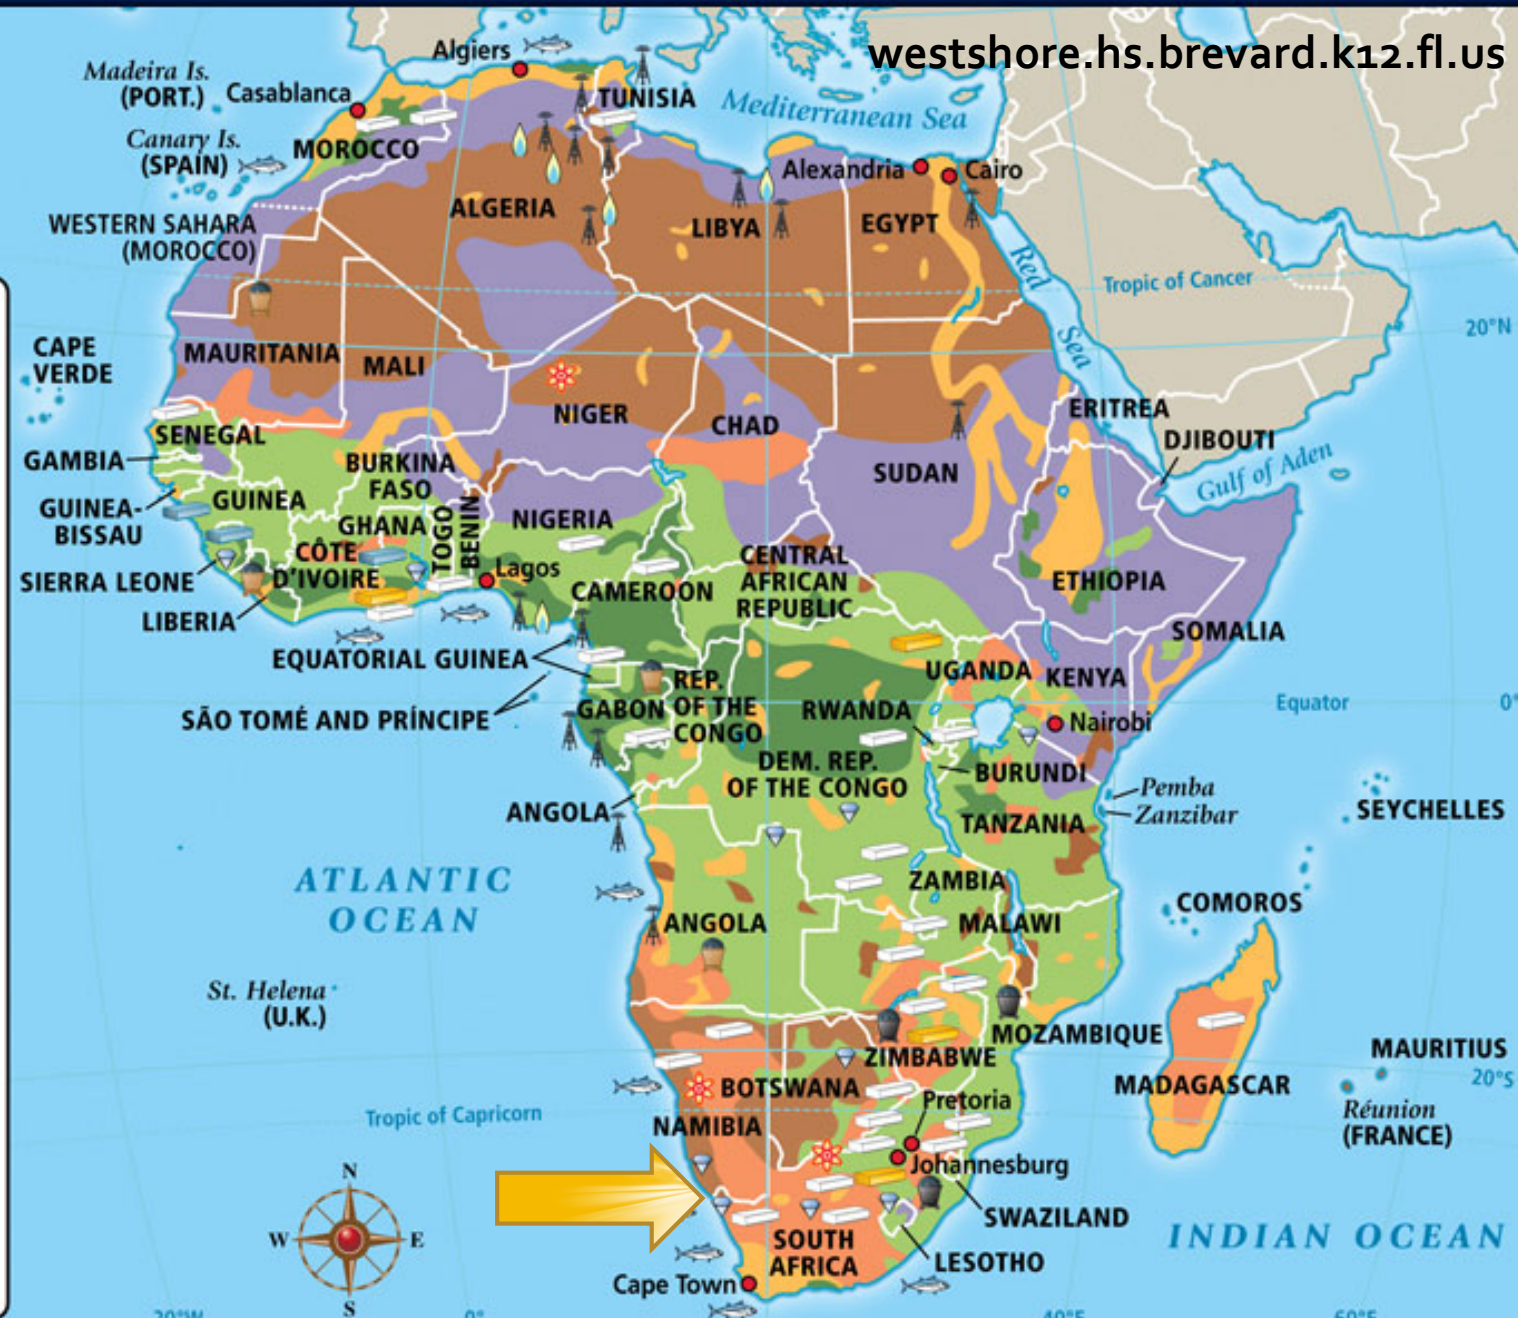 westshore.hs.brevard.k12.fl.us
Algiers
Madeira Is.
(PORT.)
Casablanca
TUNISIA
Mediterranean Sea
Canary Is.
(SPAIN)
MOROCCO
Alexandria
Cairo
WESTERN SAHARA
(MOROCCO)
ALGERIA
LIBYA
EGYPT
Red
Sea
Tropic of Cancer
20°N
CAPE
VERDE
MAURITANIA
MALI
NIGER
CHAD
SUDAN
ERITREA
DJIBOUTI
Gulf of Aden
SENEGAL
GAMBIA
BURKINA
FASO
GUINEA-
BISSAU
GUINEA
GHANA
TOGO
BENIN
NIGERIA
CÔTE
D'IVOIRE
Lagos
SIERRA LEONE
LIBERIA
CAMEROON
CENTRAL
AFRICAN
REPUBLIC
ETHIOPIA
SOMALIA
EQUATORIAL GUINEA
UGANDA
KENYA
SÃO TOMÉ AND PRÍNCIPE
GABON
REP.
OF THE
CONGO
RWANDA
Nairobi
Equator
0°
DEM. REP.
OF THE CONGO
BURUNDI
Pemba
Zanzibar
SEYCHELLES
ANGOLA
TANZANIA
ATLANTIC
OCEAN
ZAMBIA
COMOROS
ANGOLA
MALAWI
St. Helena
(U.K.)
MOZAMBIQUE
ZIMBABWE
MAURITIUS
20°S
BOTSWANA
MADAGASCAR
Pretoria
Réunion
(FRANCE)
Tropic of Capricorn
NAMIBIA
Johannesburg
N
W
E
S
SWAZILAND
INDIAN OCEAN
SOUTH
AFRICA
LESOTHO
Cape Town
20°W
0°
40°E
60°E